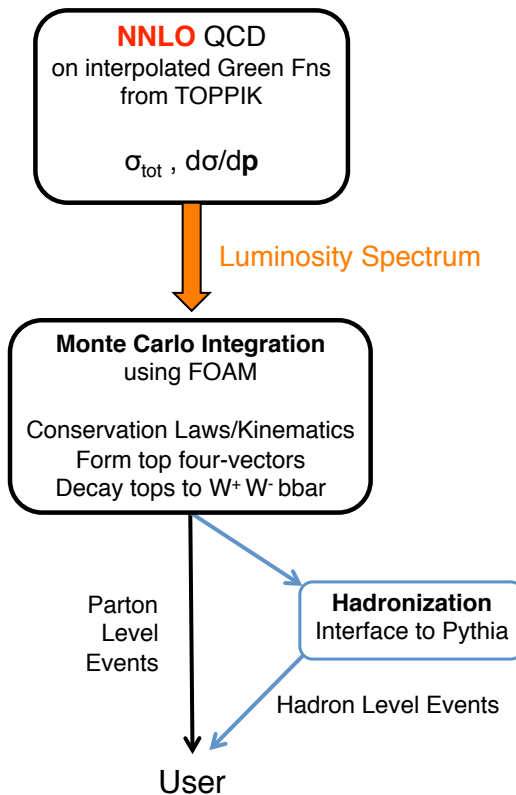 NNLO QCD
on interpolated Green Fns
from TOPPIK
σtot , dσ/dp
Luminosity Spectrum
Monte Carlo Integration
using FOAM
Conservation Laws/Kinematics
Form top four-vectors
Decay tops to W+ W- bbar
Parton
Level
Events
Hadronization
Interface to Pythia
Hadron Level Events
User